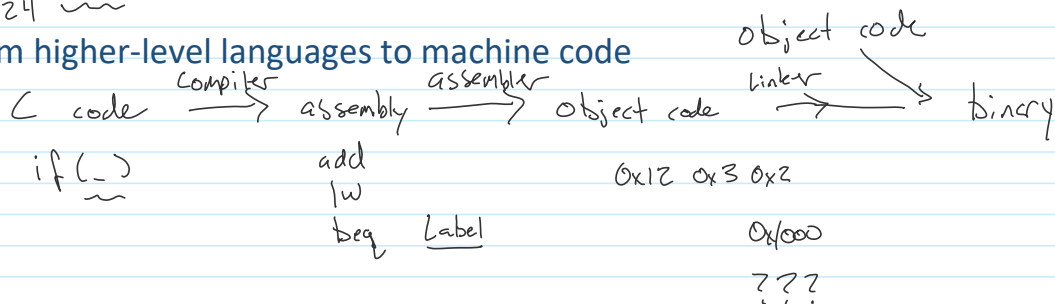 24
m higher-level languages to machine code
object code
compiler assembler Linker
C code → assembly → object code → binary
if(_) add 0x12 0x3 0x2
lw
beq Label 0x1000
???